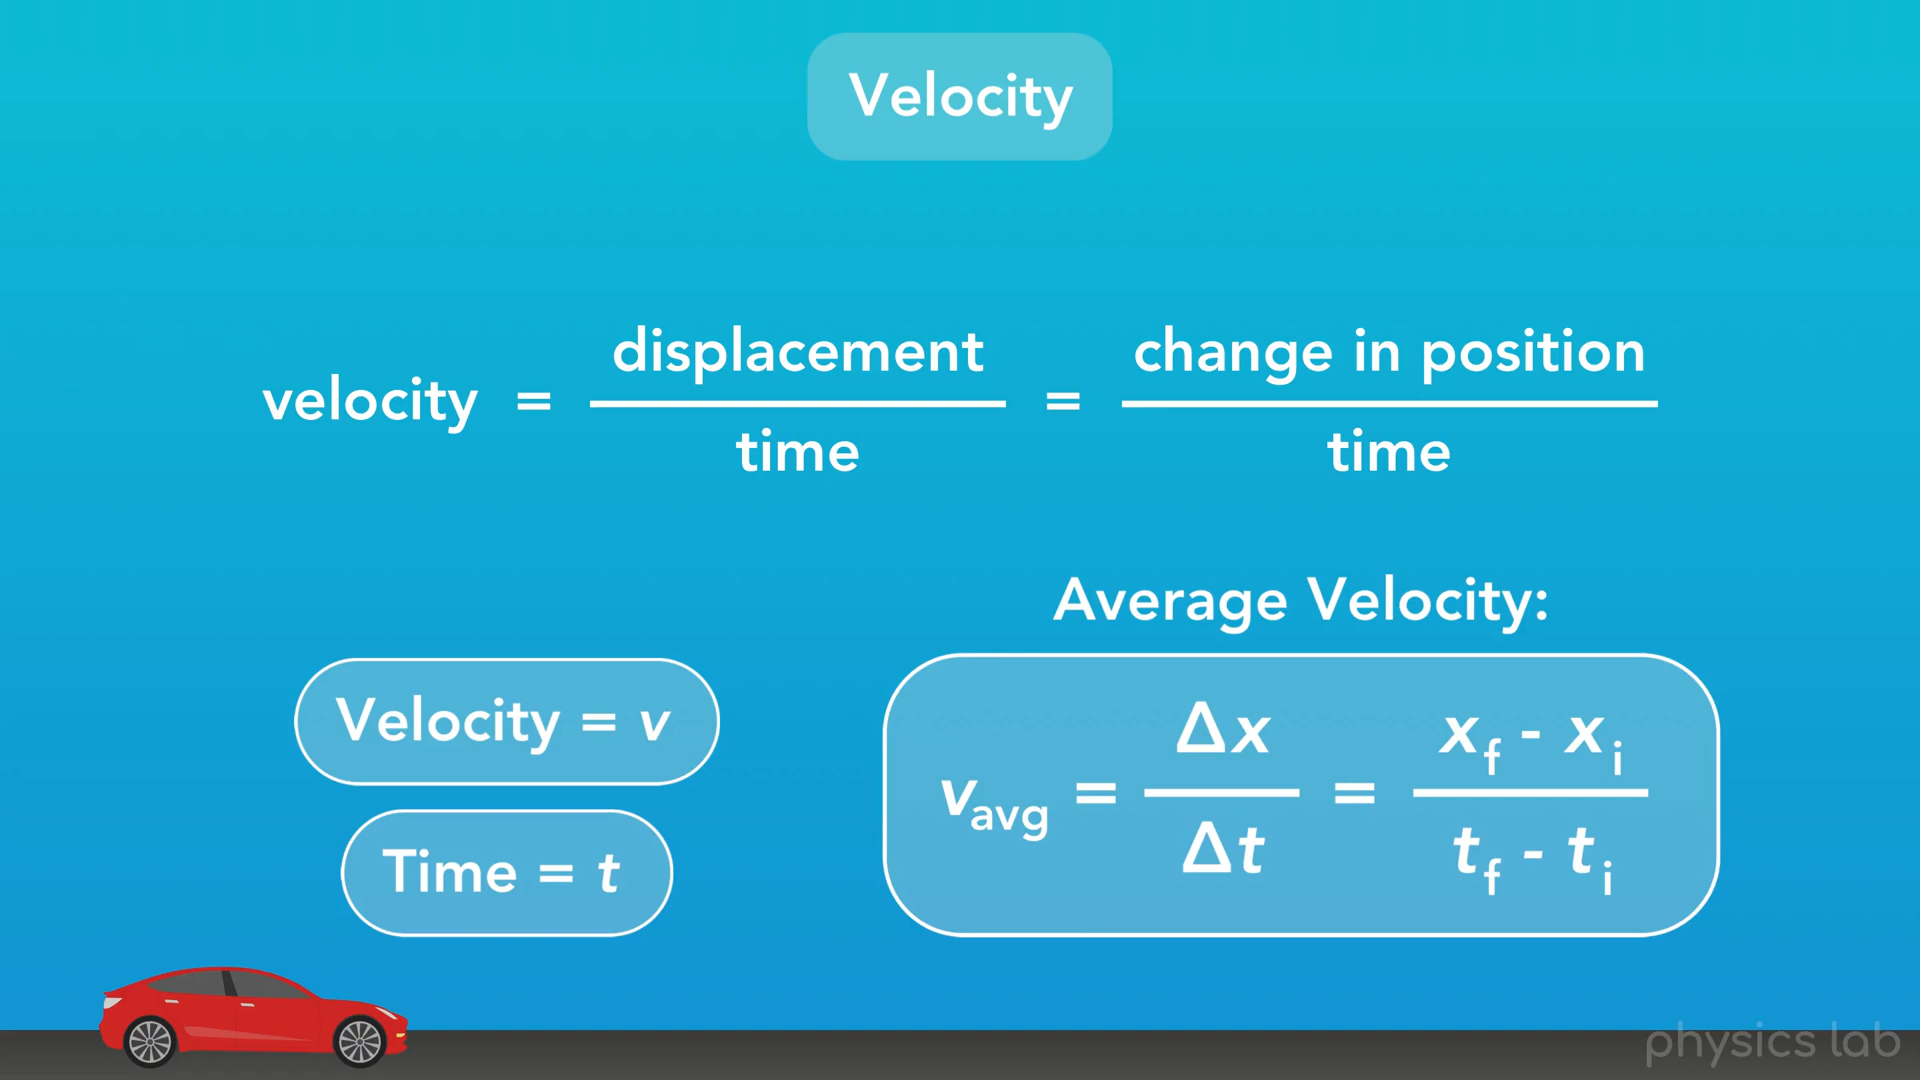 Velocity
velocity = displacement / time = change in position / time
Average Velocity:
Velocity = v
Time = t
v_avg = Δx / Δt = x_f - x_i / t_f - t_i
physics lab